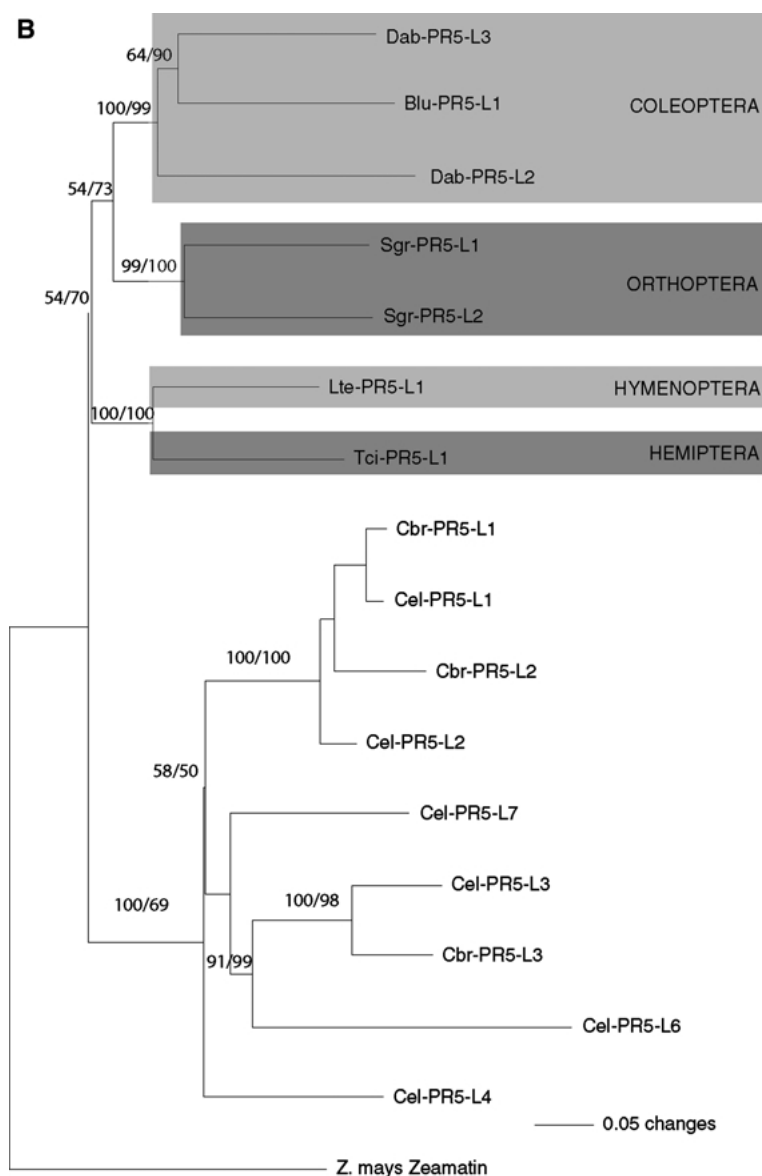 B
64/90
Dab-PR5-L3
100/99
Blu-PR5-L1
COLEOPTERA
Dab-PR5-L2
54/73
99/100
Sgr-PR5-L1
ORTHOPTERA
Sgr-PR5-L2
54/70
Lte-PR5-L1
HYMENOPTERA
100/100
Tci-PR5-L1
HEMIPTERA
Cbr-PR5-L1
Cel-PR5-L1
100/100
Cbr-PR5-L2
Cel-PR5-L2
58/50
Cel-PR5-L7
100/69
100/98
Cel-PR5-L3
Cbr-PR5-L3
91/99
Cel-PR5-L6
Cel-PR5-L4
0.05 changes
Z. mays Zeamatin